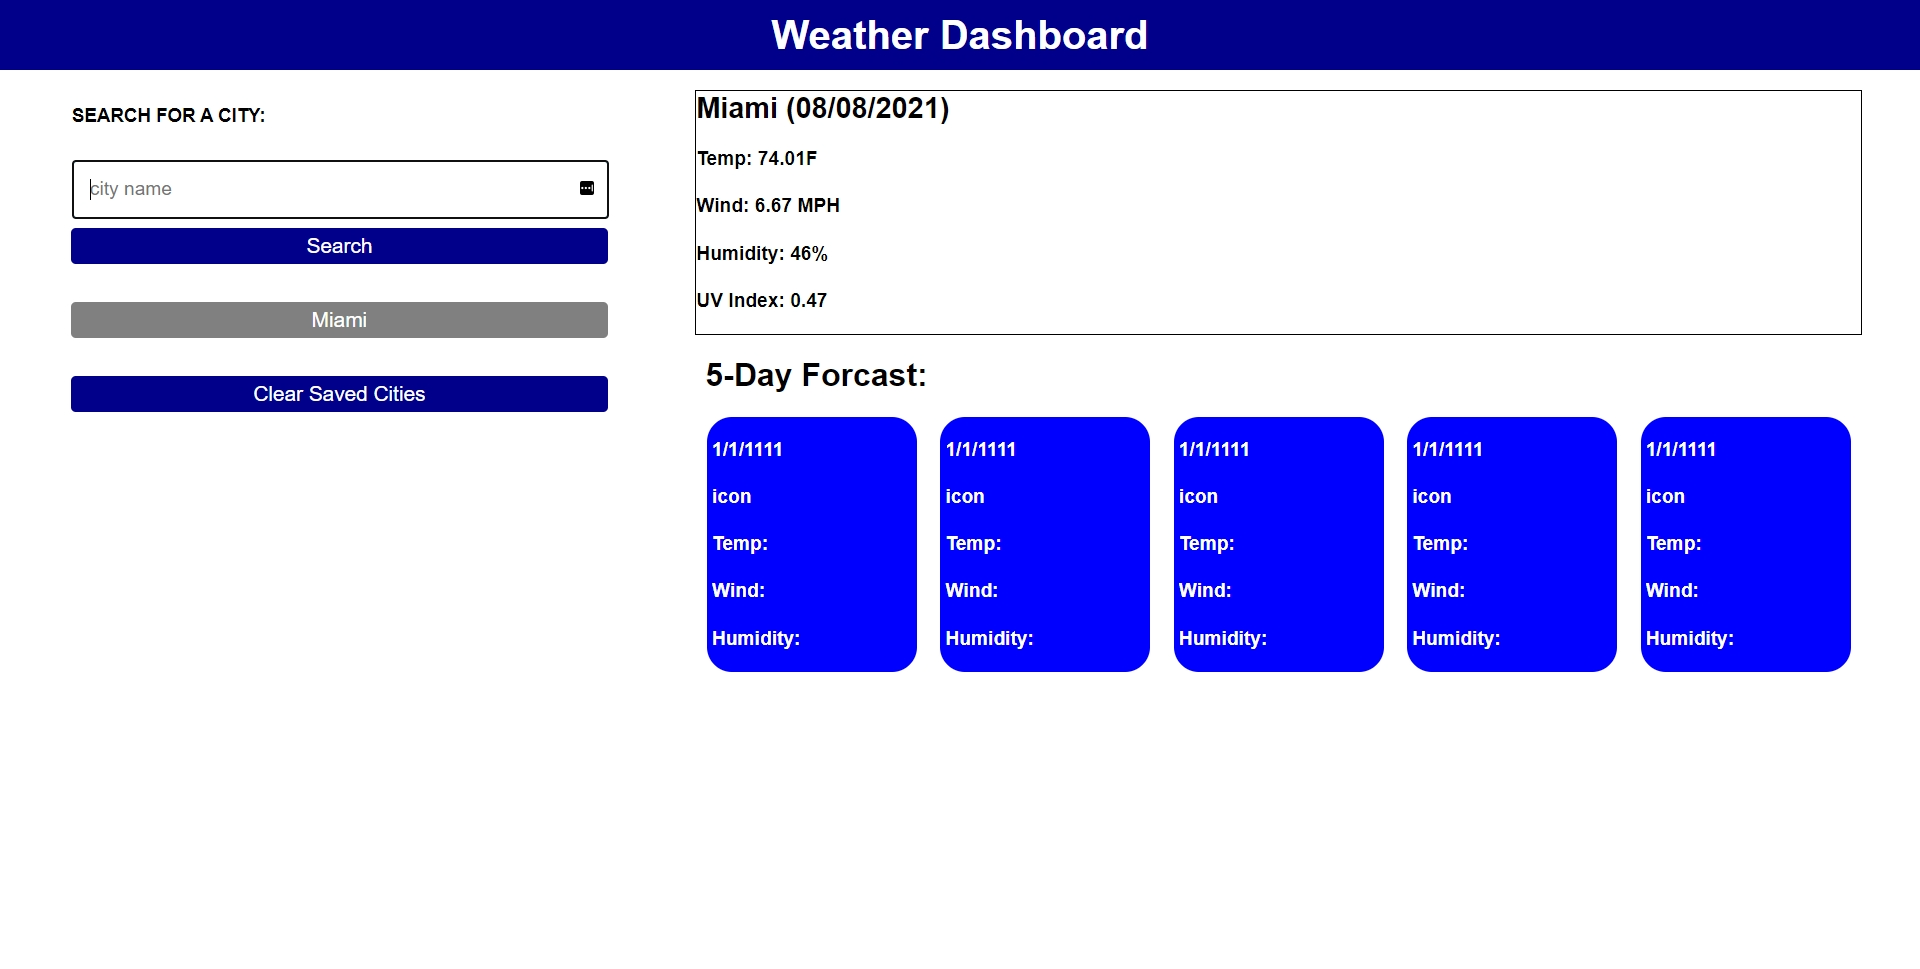 Weather Dashboard
SEARCH FOR A CITY:
city name
Search
Miami
Clear Saved Cities
Miami (08/08/2021)
Temp: 74.01F
Wind: 6.67 MPH
Humidity: 46%
UV Index: 0.47
5-Day Forcast:
1/1/1111
icon
Temp:
Wind:
Humidity:
1/1/1111
icon
Temp:
Wind:
Humidity:
1/1/1111
icon
Temp:
Wind:
Humidity:
1/1/1111
icon
Temp:
Wind:
Humidity:
1/1/1111
icon
Temp:
Wind:
Humidity: